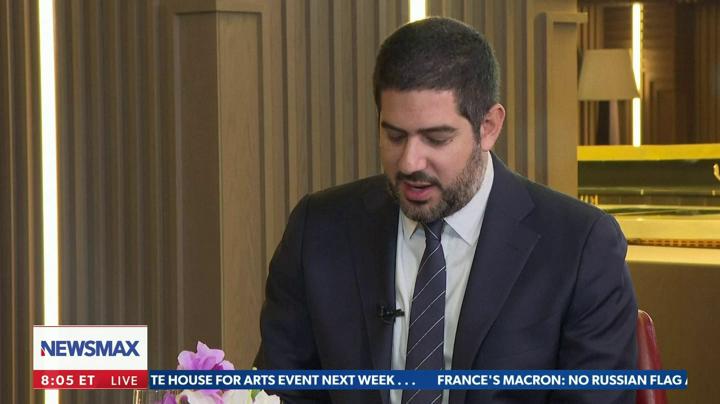 NEWSMAX
8:05 ET LIVE TE HOUSE FOR ARTS EVENT NEXT WEEK . . . FRANCE'S MACRON: NO RUSSIAN FLAG